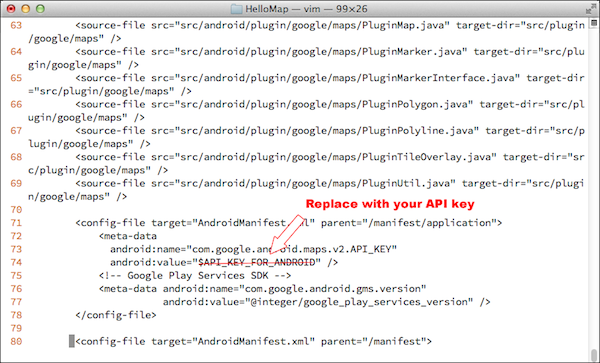 HelloMap — vim — 99×26
63 <source-file src="src/android/plugin/google/maps/PluginMap.java" target-dir="src/plugin
/google/maps" />
64 <source-file src="src/android/plugin/google/maps/PluginMarker.java" target-dir="src/plu
gin/google/maps" />
65 <source-file src="src/android/plugin/google/maps/PluginMarkerInterface.java" target-dir
="src/plugin/google/maps" />
66 <source-file src="src/android/plugin/google/maps/PluginPolygon.java" target-dir="src/pl
ugin/google/maps" />
67 <source-file src="src/android/plugin/google/maps/PluginPolyline.java" target-dir="src/p
lugin/google/maps" />
68 <source-file src="src/android/plugin/google/maps/PluginTileOverlay.java" target-dir="sr
c/plugin/google/maps" />
69 <source-file src="src/android/plugin/google/maps/PluginUtil.java" target-dir="src/plugi
n/google/maps" />
70
Replace with your API key
71 <config-file target="AndroidManifest.xml" parent="/manifest/application">
72 <meta-data
73 android:name="com.google.android.maps.v2.API_KEY"
74 android:value="$API_KEY_FOR_ANDROID" />
75 <!-- Google Play Services SDK -->
76 <meta-data android:name="com.google.android.gms.version"
77 android:value="@integer/google_play_services_version" />
78 </config-file>
79
80 <config-file target="AndroidManifest.xml" parent="/manifest">